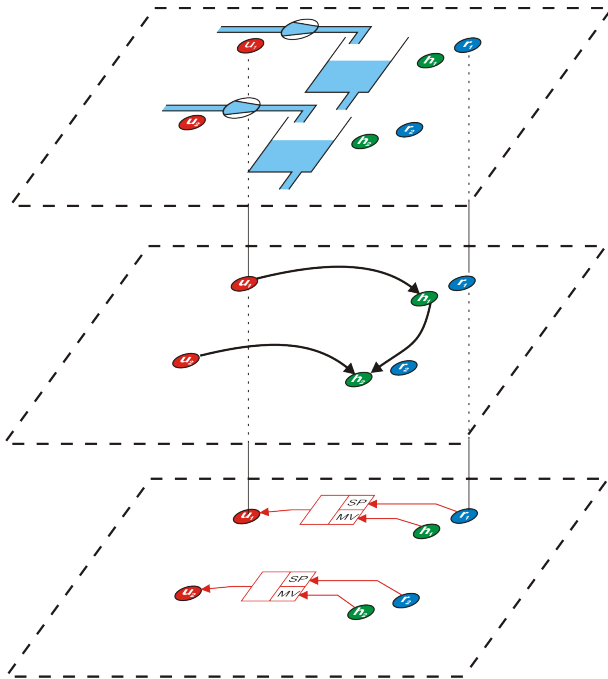 u₁ r₁
h₁
u₂ r₂
h₂
u₁ r₁
h₁
u₂ r₂
h₂
SP
u₁ MV r₁
h₁
SP
u₂ MV r₂
h₂